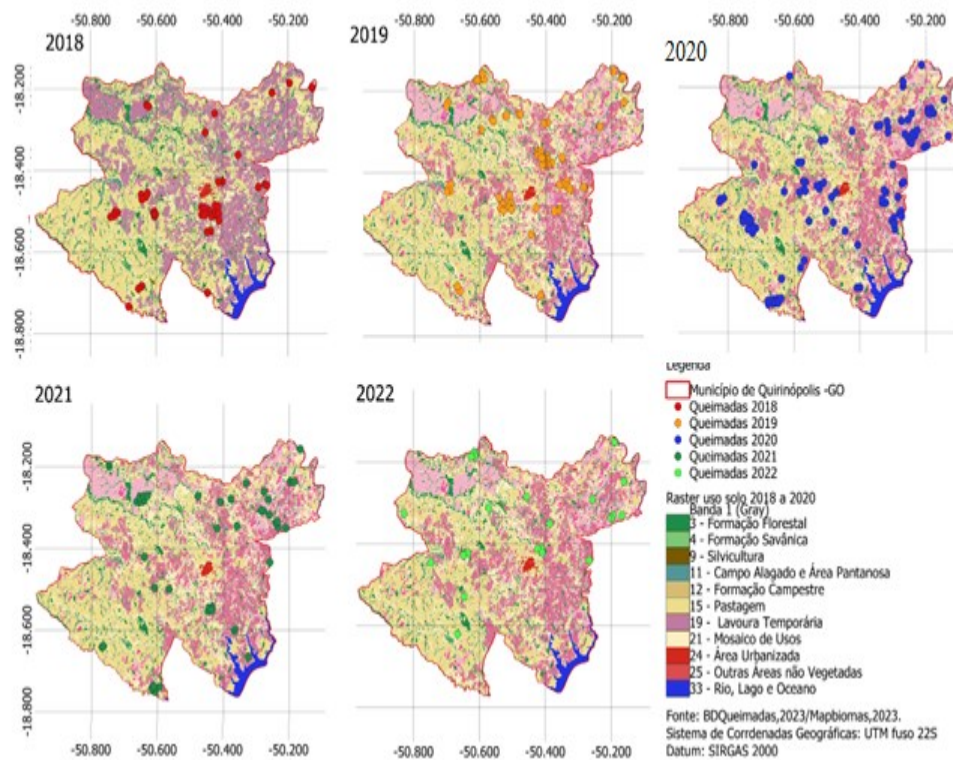 -50.800 -50.600 -50.400 -50.200
-50.800 -50.600 -50.400 -50.200
-50.800 -50.600 -50.400 -50.200
2018
2019
2020
-18.200
-18.400
-18.600
-18.800
2021
2022
-18.200
-18.400
-18.600
-18.800
-50.800 -50.600 -50.400 -50.200
-50.800 -50.600 -50.400 -50.200
Legenda
Município de Quirinópolis -GO
Queimadas 2018
Queimadas 2019
Queimadas 2020
Queimadas 2021
Queimadas 2022
Raster uso solo 2018 a 2020
Banda 1 (Gray)
3 - Formação Florestal
4 - Formação Savânica
9 - Silvicultura
11 - Campo Alagado e Área Pantanosa
12 - Formação Campestre
15 - Pastagem
19 - Lavoura Temporária
21 - Mosaico de Usos
24 - Área Urbanizada
25 - Outras Áreas não Vegetadas
33 - Rio, Lago e Oceano
Fonte: BDQueimadas,2023/Mapbiomas,2023.
Sistema de Corrdenadas Geográficas: UTM fuso 22S
Datum: SIRGAS 2000